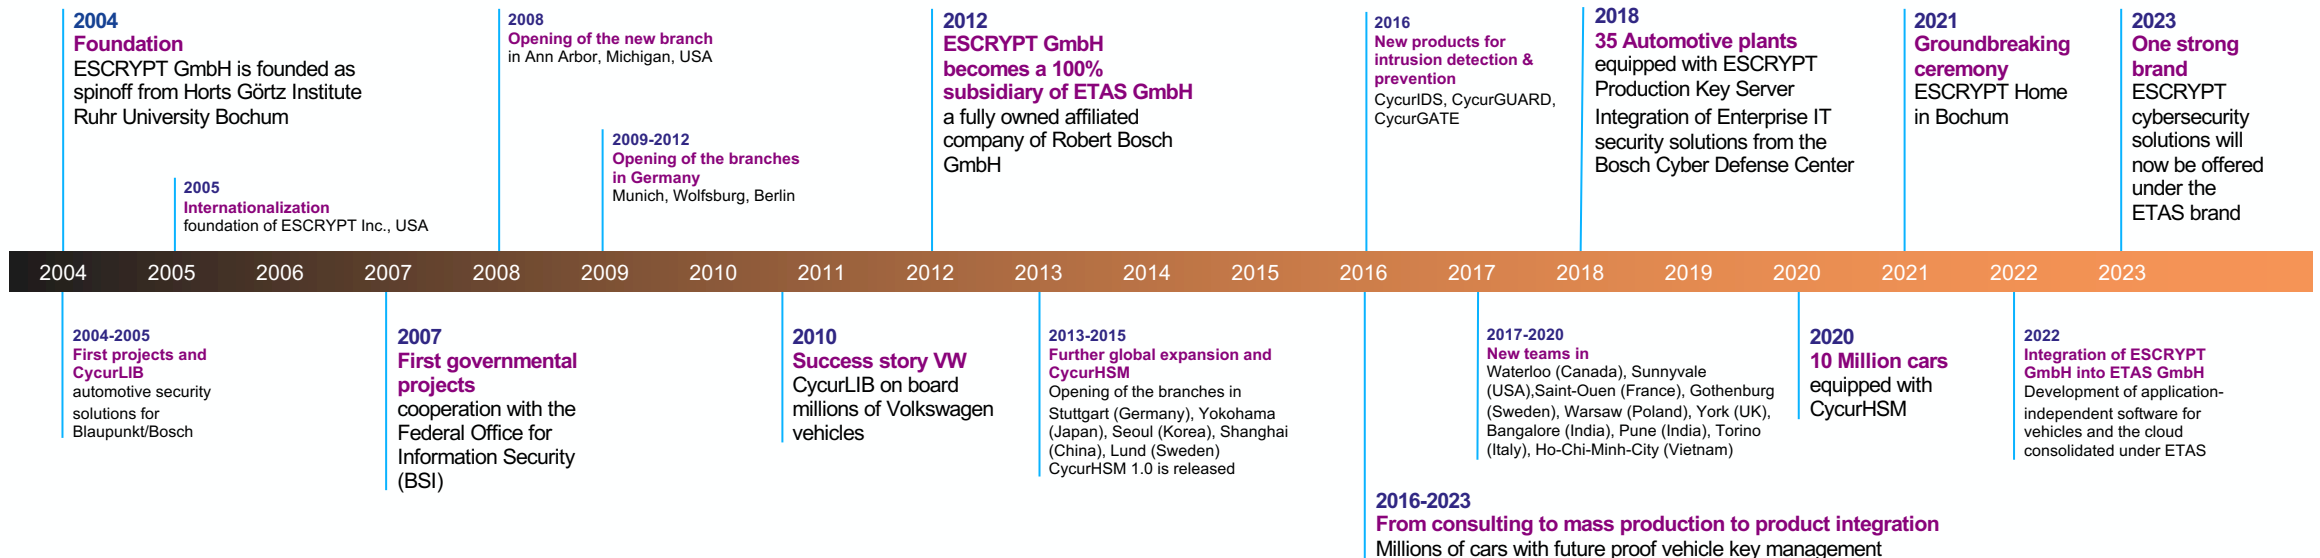 2004
Foundation
ESCRYPT GmbH is founded as
spinoff from Horts Görtz Institute
Ruhr University Bochum
2005
Internationalization
foundation of ESCRYPT Inc., USA
2008
Opening of the new branch
in Ann Arbor, Michigan, USA
2009-2012
Opening of the branches
in Germany
Munich, Wolfsburg, Berlin
2012
ESCRYPT GmbH
becomes a 100%
subsidiary of ETAS GmbH
a fully owned affiliated
company of Robert Bosch
GmbH
2016
New products for
intrusion detection &
prevention
CycurIDS, CycurGUARD,
CycurGATE
2018
35 Automotive plants
equipped with ESCRYPT
Production Key Server
Integration of Enterprise IT
security solutions from the
Bosch Cyber Defense Center
2021
Groundbreaking
ceremony
ESCRYPT Home
in Bochum
2023
One strong
brand
ESCRYPT
cybersecurity
solutions will
now be offered
under the
ETAS brand
2004 2005 2006 2007 2008 2009 2010 2011 2012 2013 2014 2015 2016 2017 2018 2019 2020 2021 2022 2023
2004-2005
First projects and
CycurLIB
automotive security
solutions for
Blaupunkt/Bosch
2007
First governmental
projects
cooperation with the
Federal Office for
Information Security
(BSI)
2010
Success story VW
CycurLIB on board
millions of Volkswagen
vehicles
2013-2015
Further global expansion and
CycurHSM
Opening of the branches in
Stuttgart (Germany), Yokohama
(Japan), Seoul (Korea), Shanghai
(China), Lund (Sweden)
CycurHSM 1.0 is released
2016-2023
From consulting to mass production to product integration
Millions of cars with future proof vehicle key management
2017-2020
New teams in
Waterloo (Canada), Sunnyvale
(USA),Saint-Ouen (France), Gothenburg
(Sweden), Warsaw (Poland), York (UK),
Bangalore (India), Pune (India), Torino
(Italy), Ho-Chi-Minh-City (Vietnam)
2020
10 Million cars
equipped with
CycurHSM
2022
Integration of ESCRYPT
GmbH into ETAS GmbH
Development of application-
independent software for
vehicles and the cloud
consolidated under ETAS